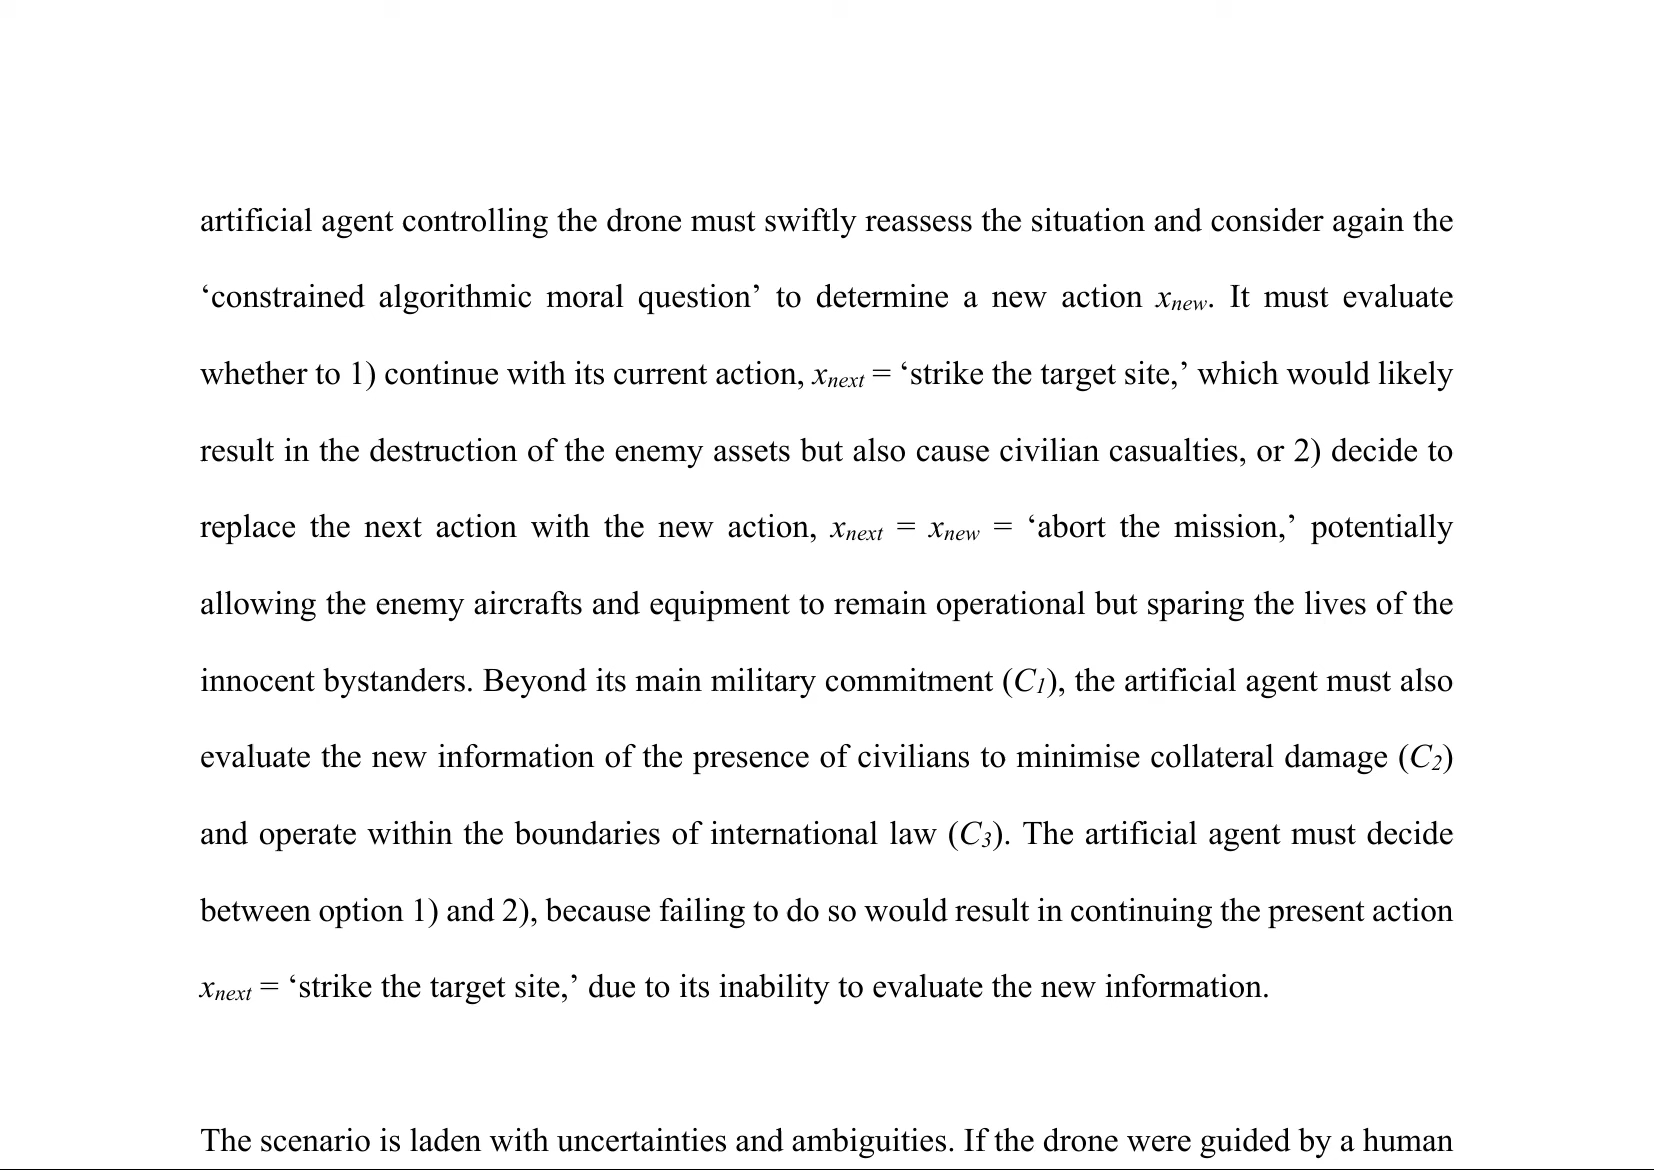 artificial agent controlling the drone must swiftly reassess the situation and consider again the
‘constrained algorithmic moral question’ to determine a new action xnew. It must evaluate
whether to 1) continue with its current action, xnext = ‘strike the target site,’ which would likely
result in the destruction of the enemy assets but also cause civilian casualties, or 2) decide to
replace the next action with the new action, xnext = xnew = ‘abort the mission,’ potentially
allowing the enemy aircrafts and equipment to remain operational but sparing the lives of the
innocent bystanders. Beyond its main military commitment (C1), the artificial agent must also
evaluate the new information of the presence of civilians to minimise collateral damage (C2)
and operate within the boundaries of international law (C3). The artificial agent must decide
between option 1) and 2), because failing to do so would result in continuing the present action
xnext = ‘strike the target site,’ due to its inability to evaluate the new information.
The scenario is laden with uncertainties and ambiguities. If the drone were guided by a human